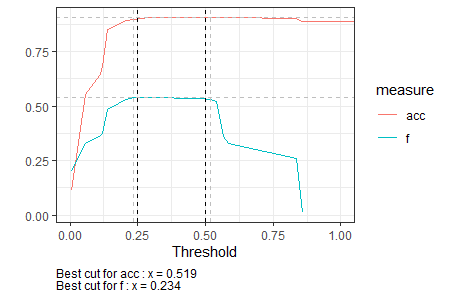 0.75
0.50
0.25
0.00
0.00 0.25 0.50 0.75 1.00
Threshold
measure
acc
f
Best cut for acc : x = 0.519
Best cut for f : x = 0.234